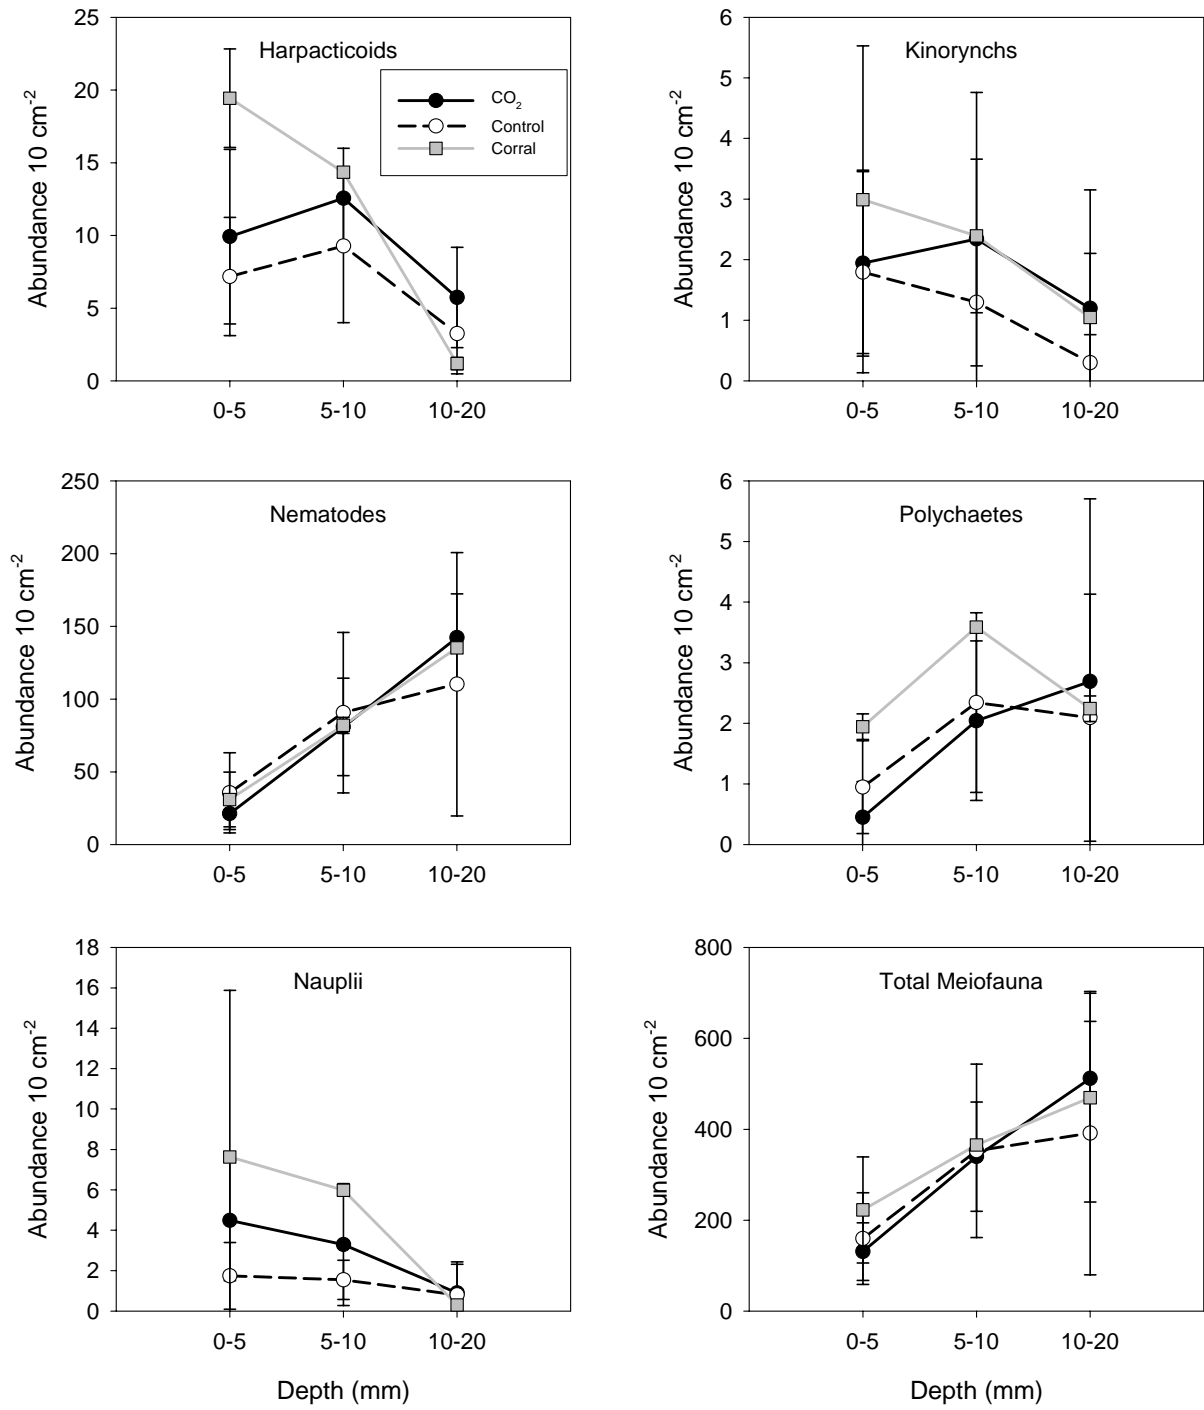 Harpacticoids
CO2
Control
Corral
Abundance 10 cm-2
25
20
15
10
5
0
0-5 5-10 10-20
Kinorynchs
Abundance 10 cm-2
6
5
4
3
2
1
0
0-5 5-10 10-20
Nematodes
Abundance 10 cm-2
250
200
150
100
50
0
0-5 5-10 10-20
Polychaetes
Abundance 10 cm-2
6
5
4
3
2
1
0
0-5 5-10 10-20
Nauplii
Abundance 10 cm-2
18
16
14
12
10
8
6
4
2
0
0-5 5-10 10-20
Depth (mm)
Total Meiofauna
Abundance 10 cm-2
800
600
400
200
0
0-5 5-10 10-20
Depth (mm)